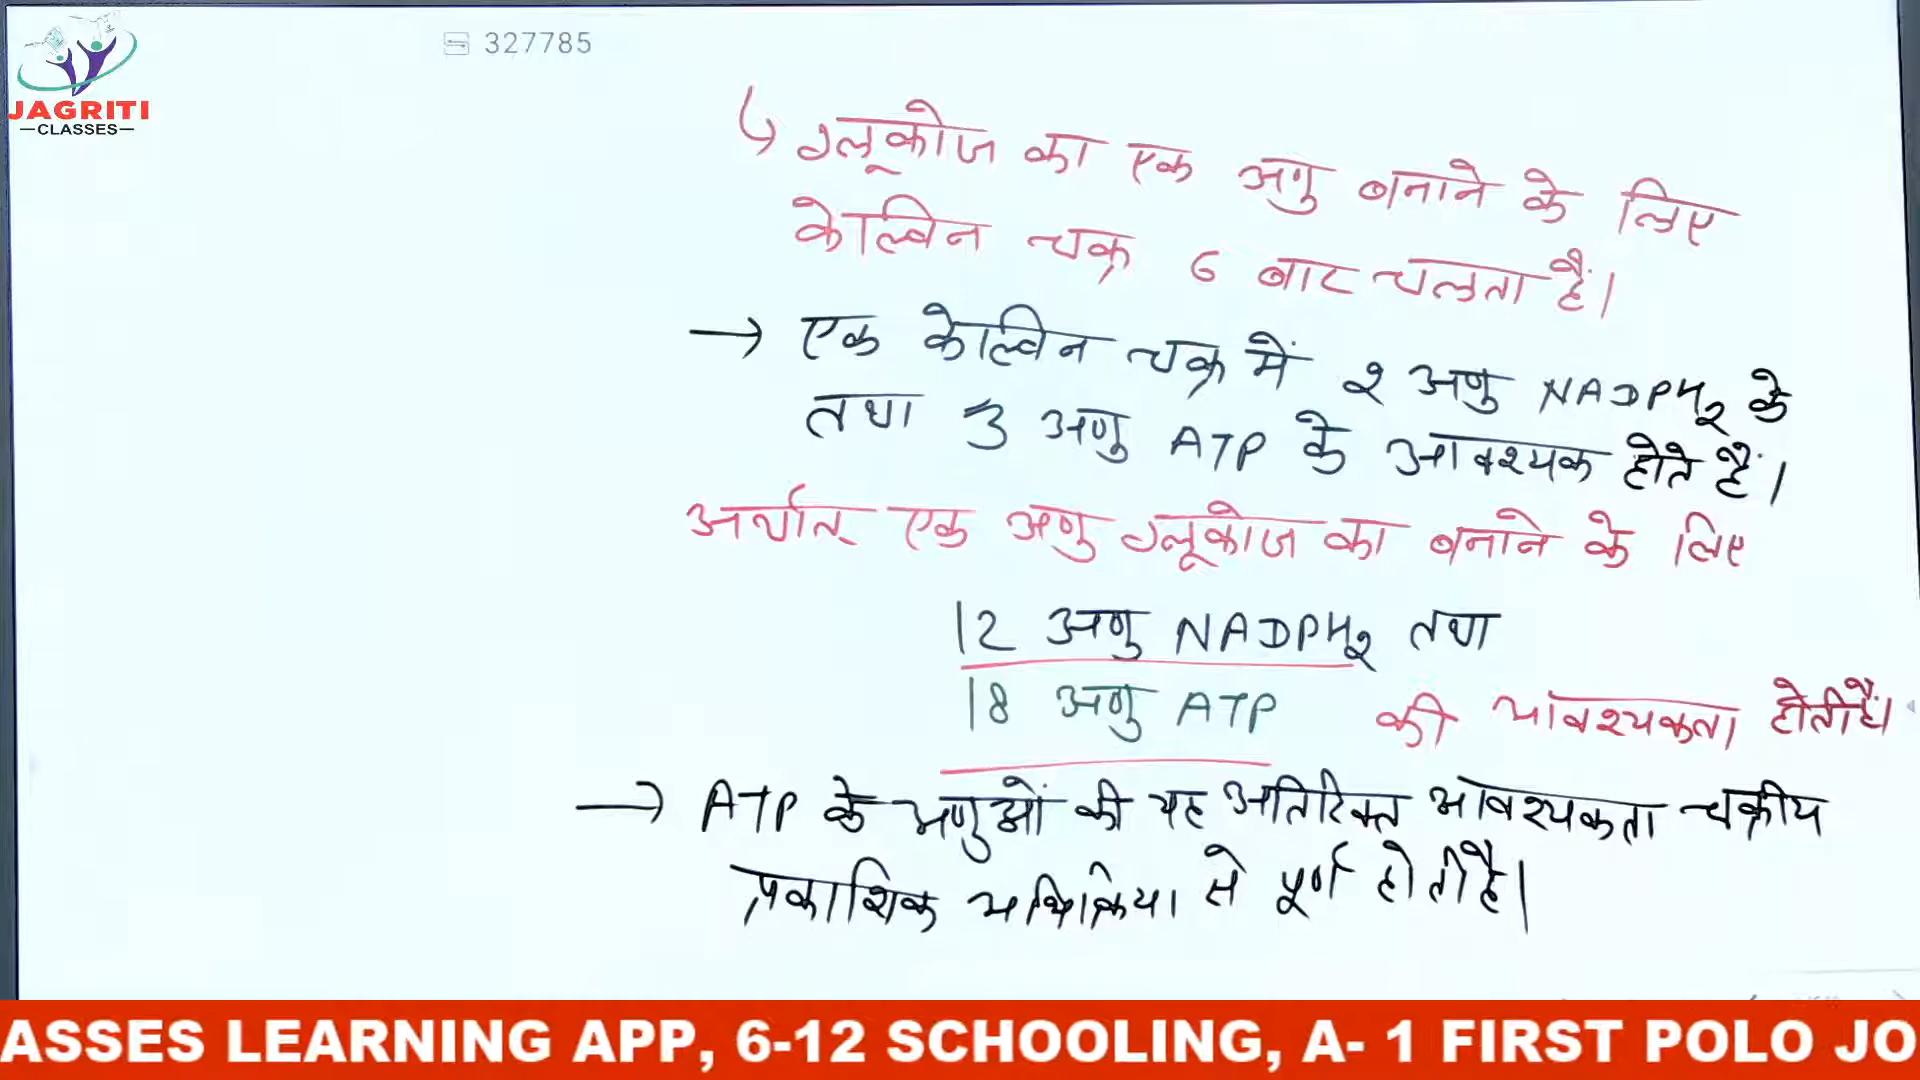 JAGRITI
CLASSES
327785
ग्लूकोज का एक अणु बनाने के लिए
केल्विन चक्र 6 बार चलता है।
→ एक केल्विन चक्र में 2 अणु NADPH₂ के
तथा 3 अणु ATP के आवश्यक होते हैं।
अर्थात् एक अणु ग्लूकोज का बनाने के लिए
12 अणु NADPH₂ तथा
18 अणु ATP की आवश्यकता होती है।
→ ATP के अणुओं की यह अतिरिक्त आवश्यकता चक्रीय
प्रकाशिक अभिक्रिया से पूर्ण होती है।
ASSES LEARNING APP, 6-12 SCHOOLING, A- 1 FIRST POLO JO